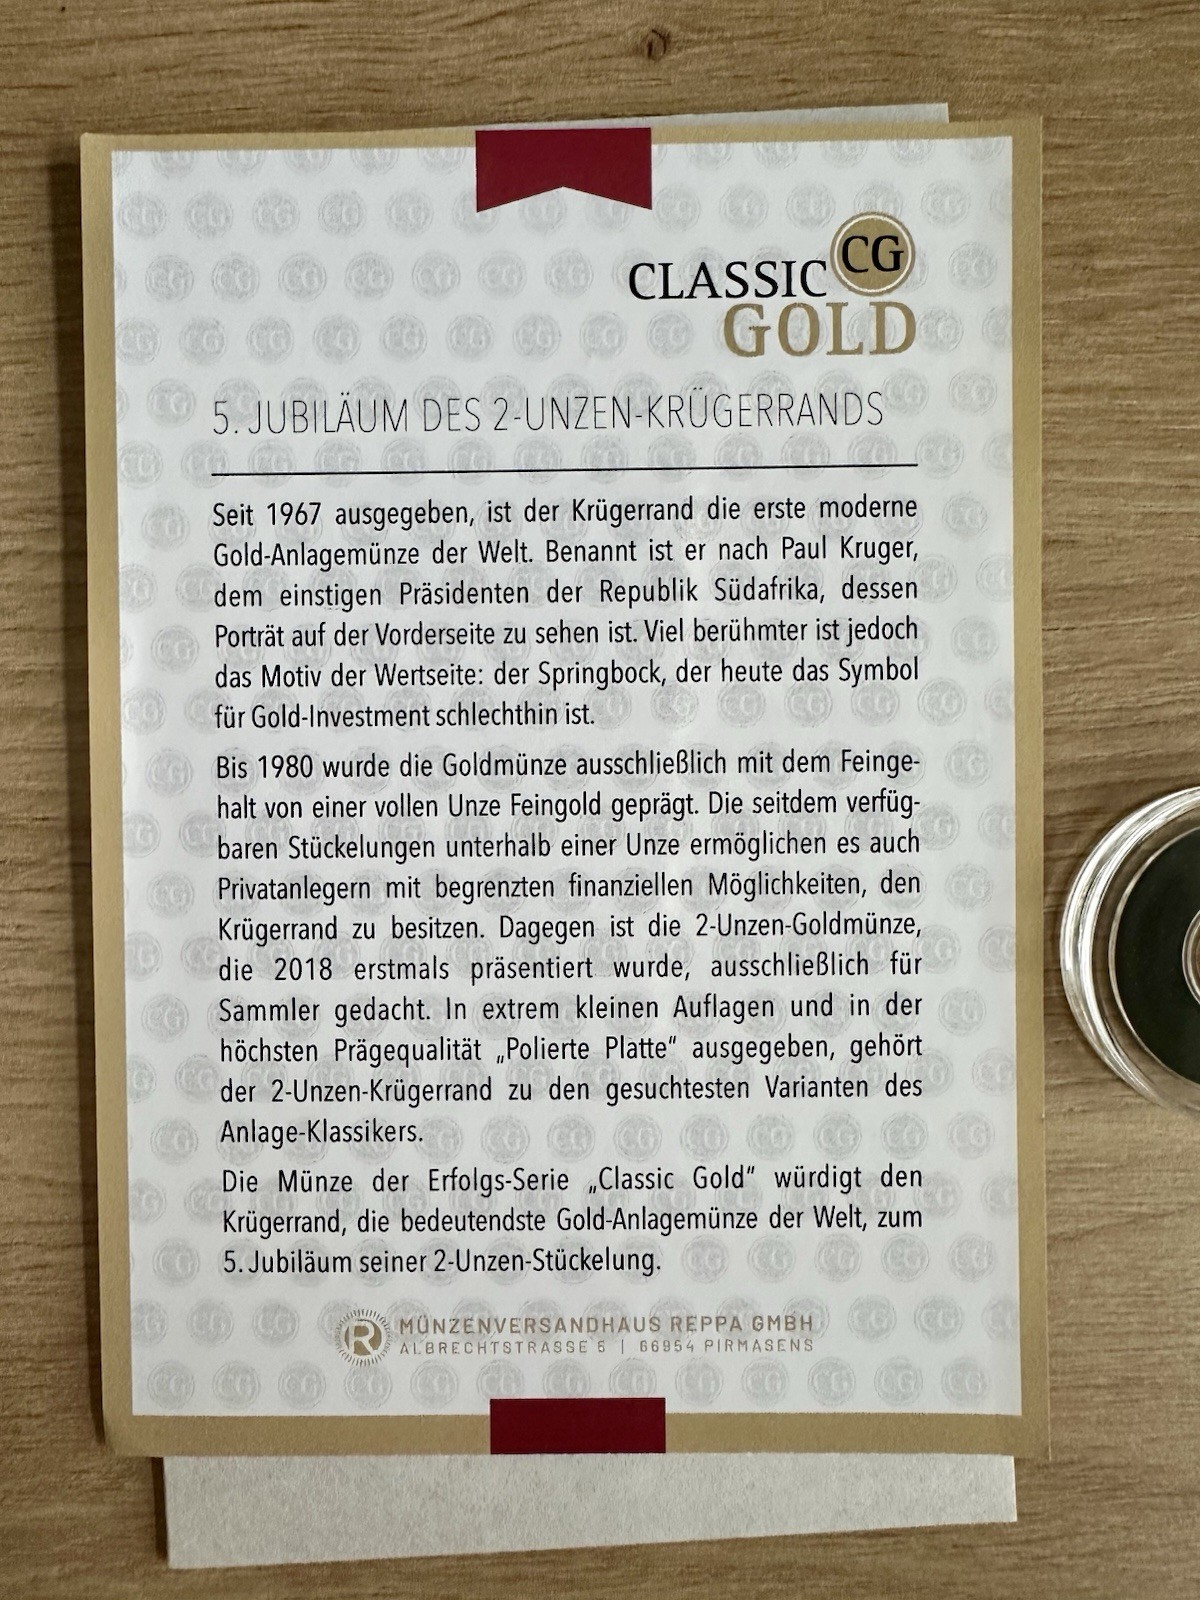 CLASSIC CG
GOLD
5. JUBILÄUM DES 2-UNZEN-KRÜGERRANDS
Seit 1967 ausgegeben, ist der Krügerrand die erste moderne
Gold-Anlagemünze der Welt. Benannt ist er nach Paul Kruger,
dem einstigen Präsidenten der Republik Südafrika, dessen
Porträt auf der Vorderseite zu sehen ist. Viel berühmter ist jedoch
das Motiv der Wertseite: der Springbock, der heute das Symbol
für Gold-Investment schlechthin ist.
Bis 1980 wurde die Goldmünze ausschließlich mit dem Feinge-
halt von einer vollen Unze Feingold geprägt. Die seitdem verfüg-
baren Stückelungen unterhalb einer Unze ermöglichen es auch
Privatanlegern mit begrenzten finanziellen Möglichkeiten, den
Krügerrand zu besitzen. Dagegen ist die 2-Unzen-Goldmünze,
die 2018 erstmals präsentiert wurde, ausschließlich für
Sammler gedacht. In extrem kleinen Auflagen und in der
höchsten Prägequalität „Polierte Platte“ ausgegeben, gehört
der 2-Unzen-Krügerrand zu den gesuchtesten Varianten des
Anlage-Klassikers.
Die Münze der Erfolgs-Serie „Classic Gold“ würdigt den
Krügerrand, die bedeutendste Gold-Anlagemünze der Welt, zum
5. Jubiläum seiner 2-Unzen-Stückelung.
R MÜNZENVERSANDHAUS REPPA GMBH
ALBRECHTSTRASSE 6 | 66954 PIRMASENS